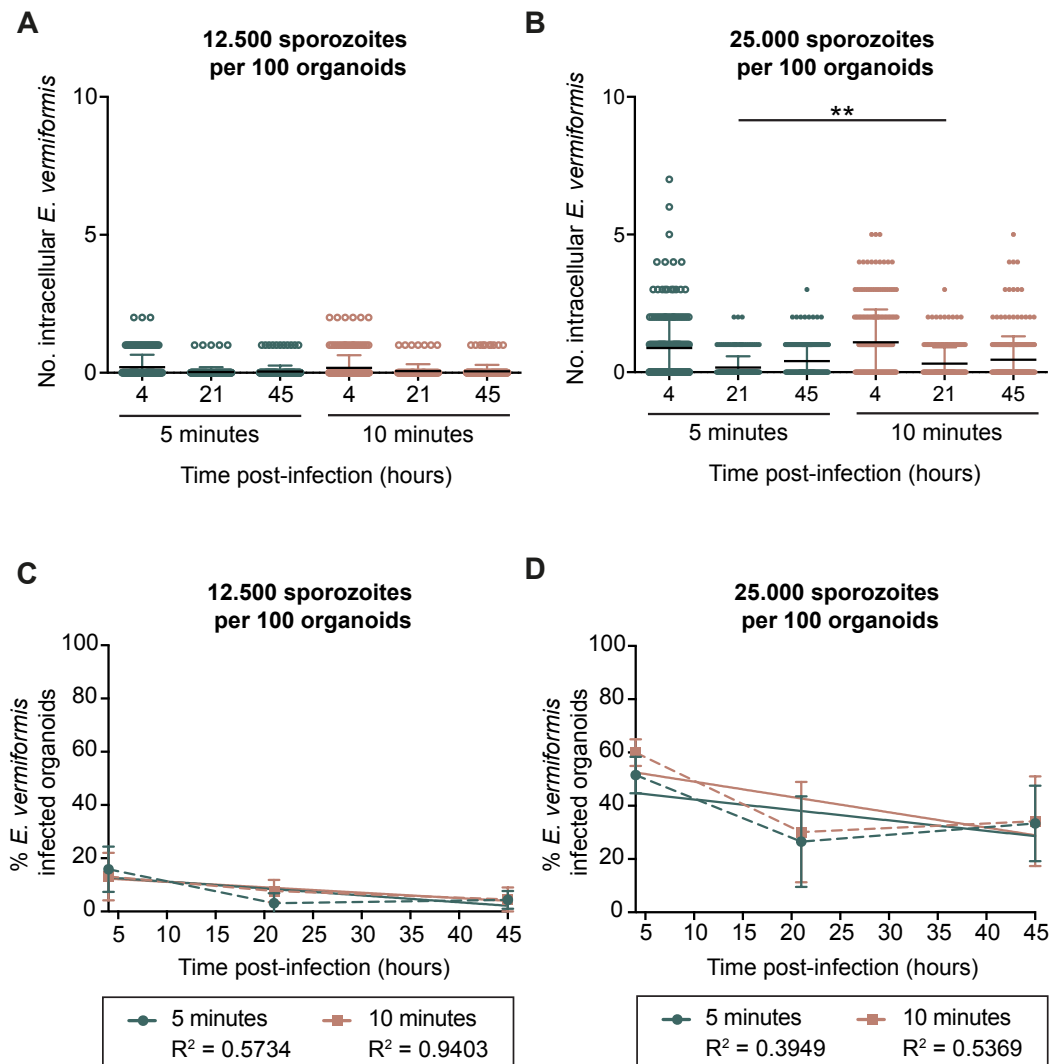 A
12.500 sporozoites
per 100 organoids
No. intracellular E. vermiformis
10
5
0
4 21 45 4 21 45
5 minutes 10 minutes
Time post-infection (hours)
B
25.000 sporozoites
per 100 organoids
No. intracellular E. vermiformis
10
5
0
**
4 21 45 4 21 45
5 minutes 10 minutes
Time post-infection (hours)
C
12.500 sporozoites
per 100 organoids
% E. vermiformis
infected organoids
100
80
60
40
20
0
5 10 15 20 25 30 35 40 45
Time post-infection (hours)
5 minutes 10 minutes
R² = 0.5734 R² = 0.9403
D
25.000 sporozoites
per 100 organoids
% E. vermiformis
infected organoids
100
80
60
40
20
0
5 10 15 20 25 30 35 40 45
Time post-infection (hours)
5 minutes 10 minutes
R² = 0.3949 R² = 0.5369